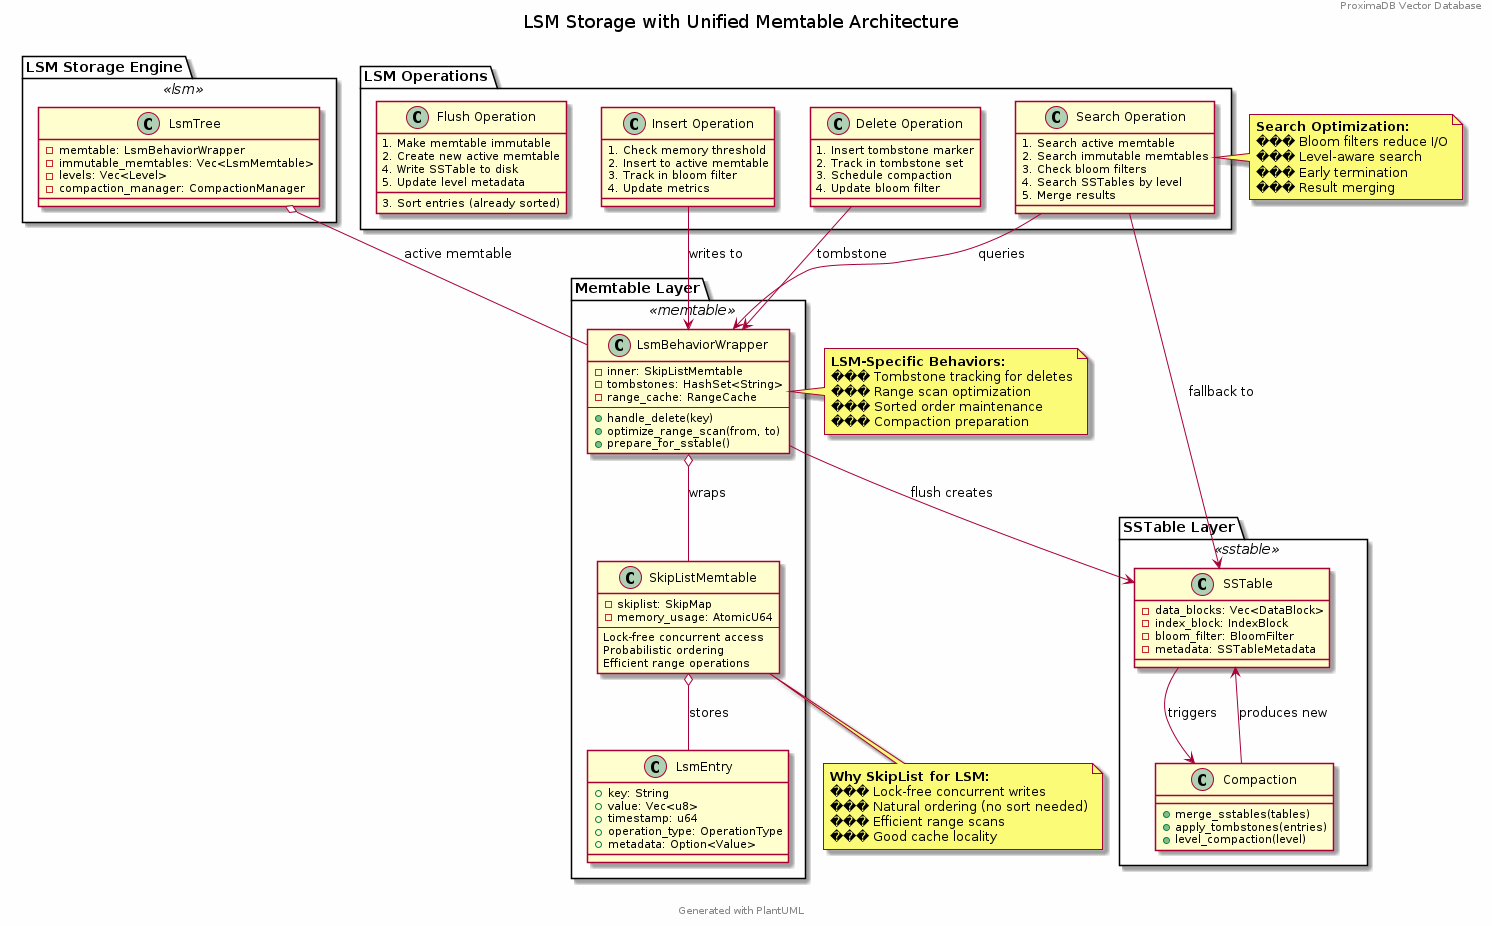 ProximaDB Vector Database
LSM Storage with Unified Memtable Architecture
LSM Storage Engine
«lsm»
C LsmTree
memtable: LsmBehaviorWrapper
immutable_memtables: Vec<LsmMemtable>
levels: Vec<Level>
compaction_manager: CompactionManager
LSM Operations
C Flush Operation
1. Make memtable immutable
2. Create new active memtable
4. Write SSTable to disk
5. Update level metadata
3. Sort entries (already sorted)
C Insert Operation
1. Check memory threshold
2. Insert to active memtable
3. Track in bloom filter
4. Update metrics
C Delete Operation
1. Insert tombstone marker
2. Track in tombstone set
3. Schedule compaction
4. Update bloom filter
C Search Operation
1. Search active memtable
2. Search immutable memtables
3. Check bloom filters
4. Search SSTables by level
5. Merge results
Search Optimization:
��� Bloom filters reduce I/O
��� Level-aware search
��� Early termination
��� Result merging
active memtable
writes to
tombstone
queries
fallback to
Memtable Layer
«memtable»
C LsmBehaviorWrapper
inner: SkipListMemtable
tombstones: HashSet<String>
range_cache: RangeCache
handle_delete(key)
optimize_range_scan(from, to)
prepare_for_sstable()
LSM-Specific Behaviors:
��� Tombstone tracking for deletes
��� Range scan optimization
��� Sorted order maintenance
��� Compaction preparation
wraps
flush creates
C SkipListMemtable
skiplist: SkipMap
memory_usage: AtomicU64
Lock-free concurrent access
Probabilistic ordering
Efficient range operations
stores
C LsmEntry
key: String
value: Vec<u8>
timestamp: u64
operation_type: OperationType
metadata: Option<Value>
Why SkipList for LSM:
��� Lock-free concurrent writes
��� Natural ordering (no sort needed)
��� Efficient range scans
��� Good cache locality
SSTable Layer
«sstable»
C SSTable
data_blocks: Vec<DataBlock>
index_block: IndexBlock
bloom_filter: BloomFilter
metadata: SSTableMetadata
triggers
produces new
C Compaction
merge_sstables(tables)
apply_tombstones(entries)
level_compaction(level)
Generated with PlantUML